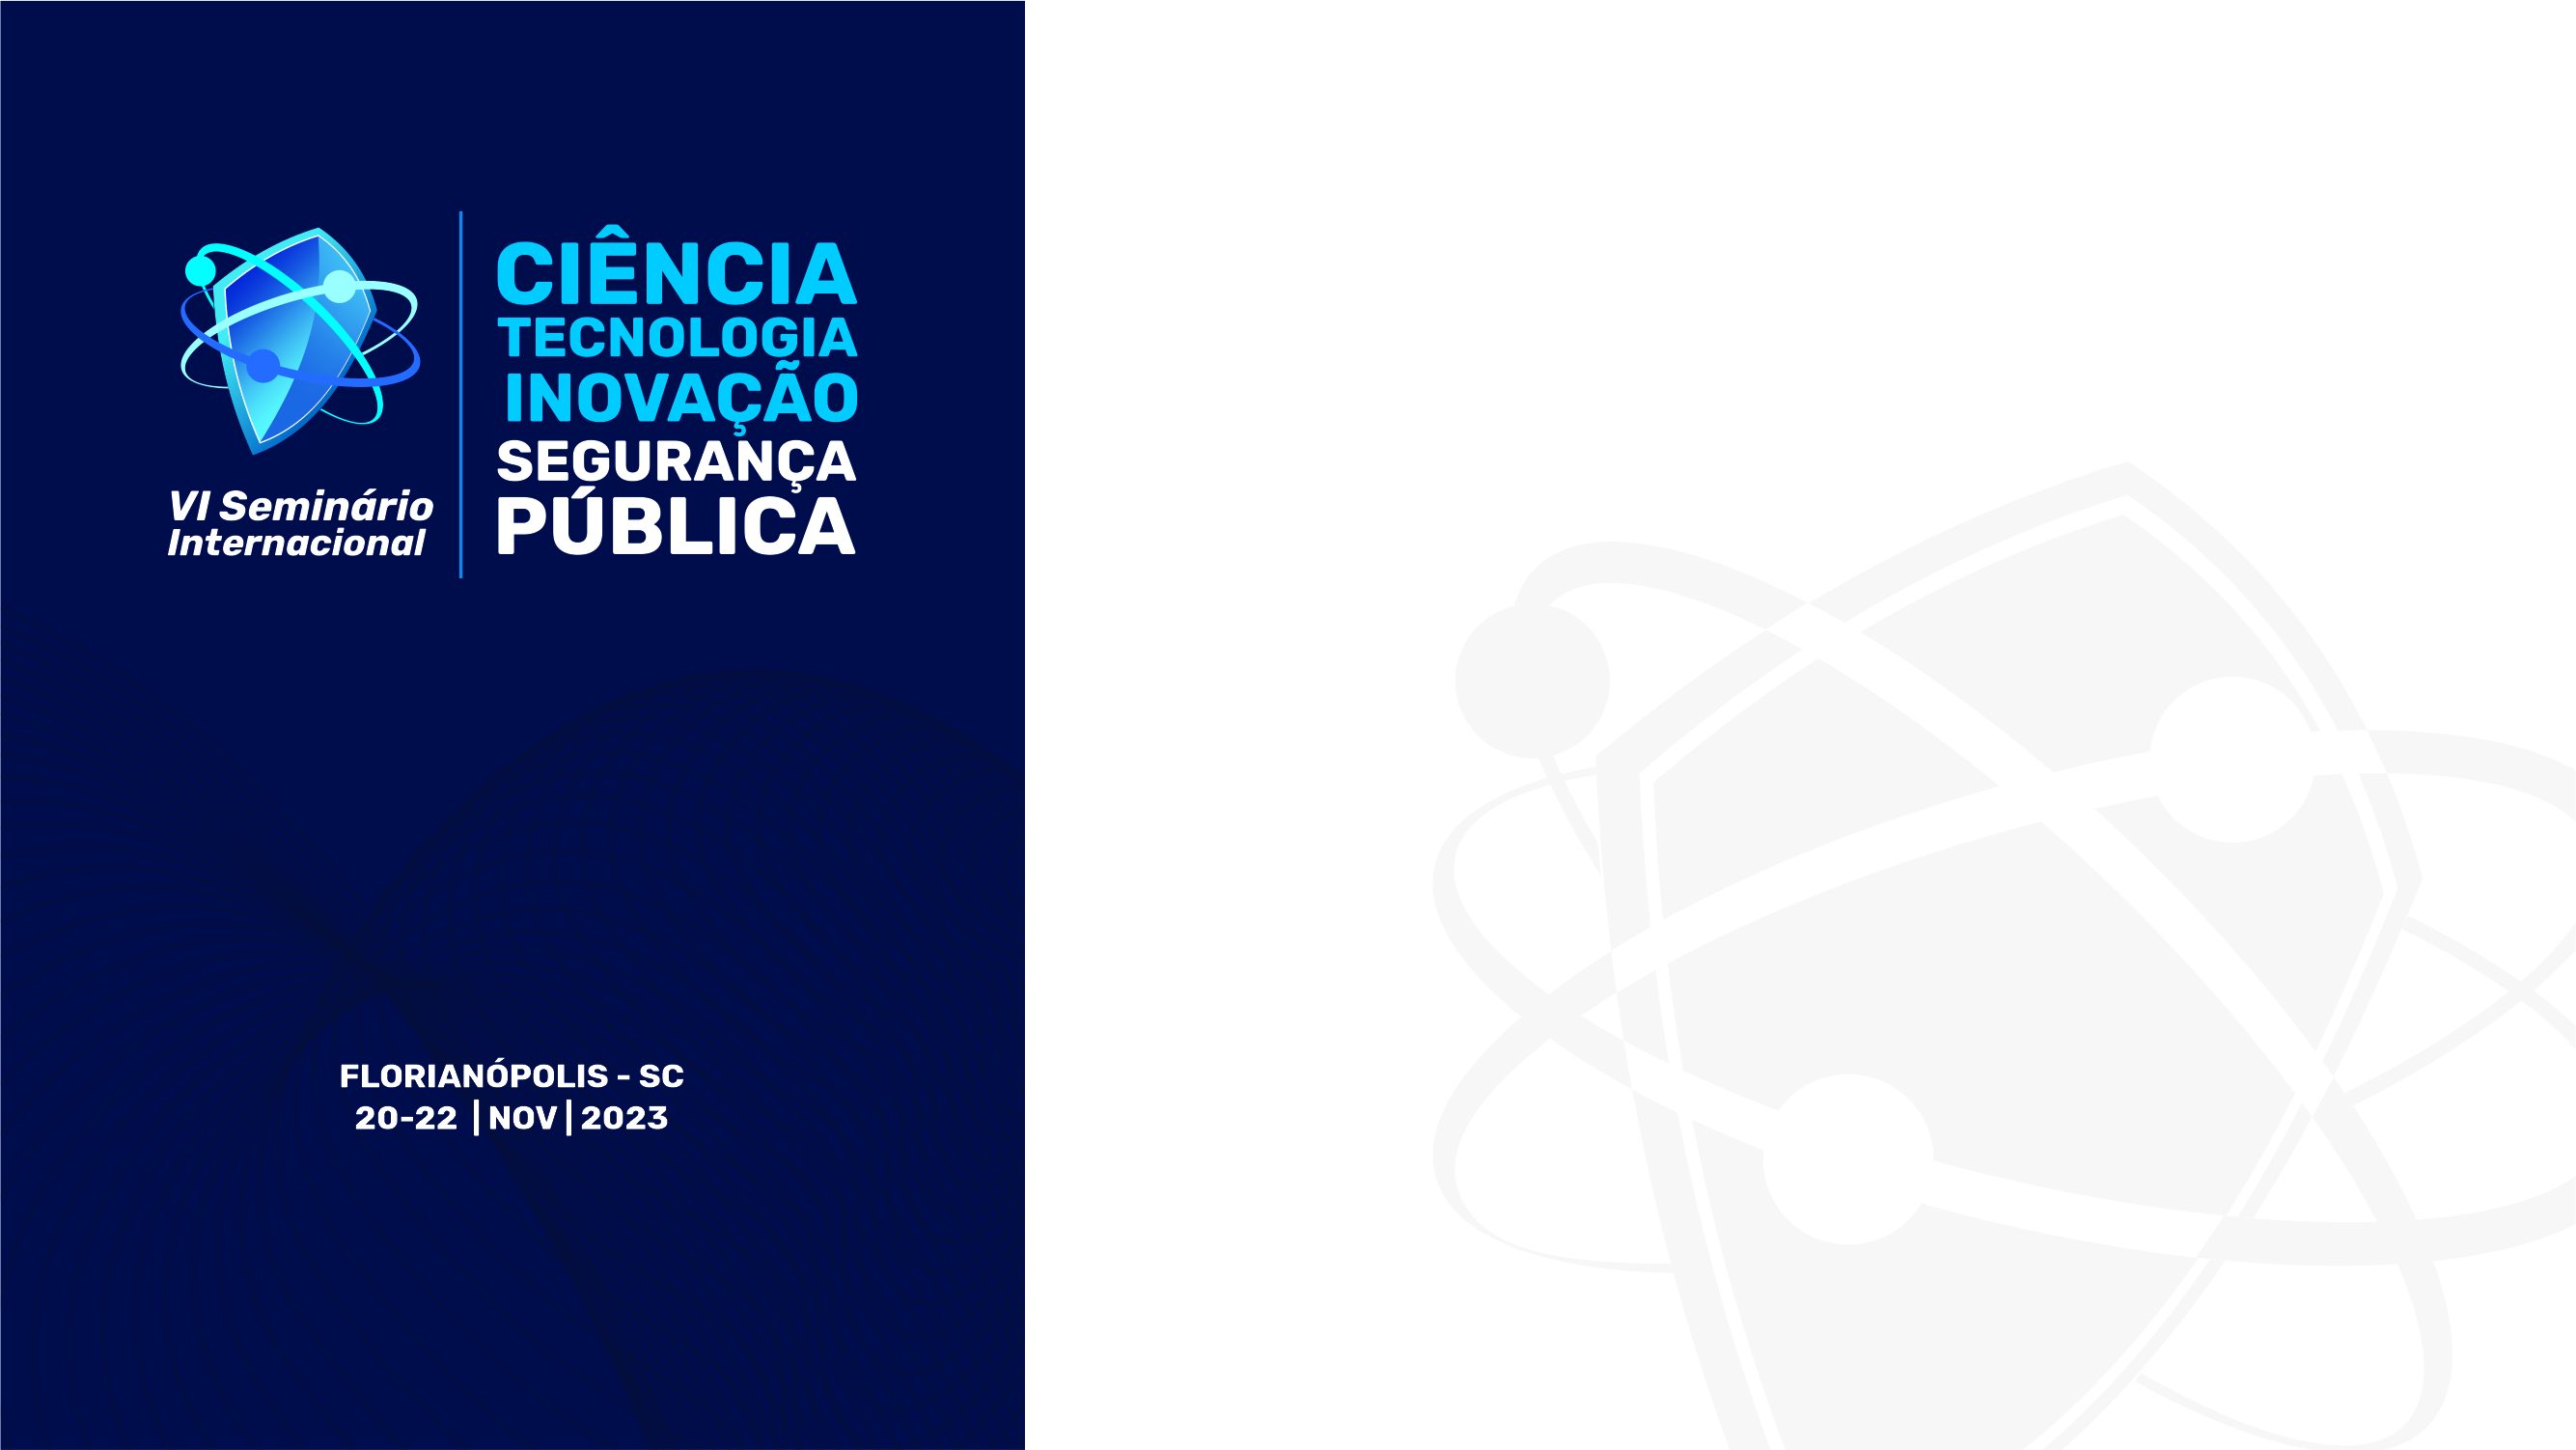 VI Seminário
Internacional
CIÊNCIA
TECNOLOGIA
INOVAÇÃO
SEGURANÇA
PÚBLICA
FLORIANÓPOLIS - SC
20-22 | NOV | 2023